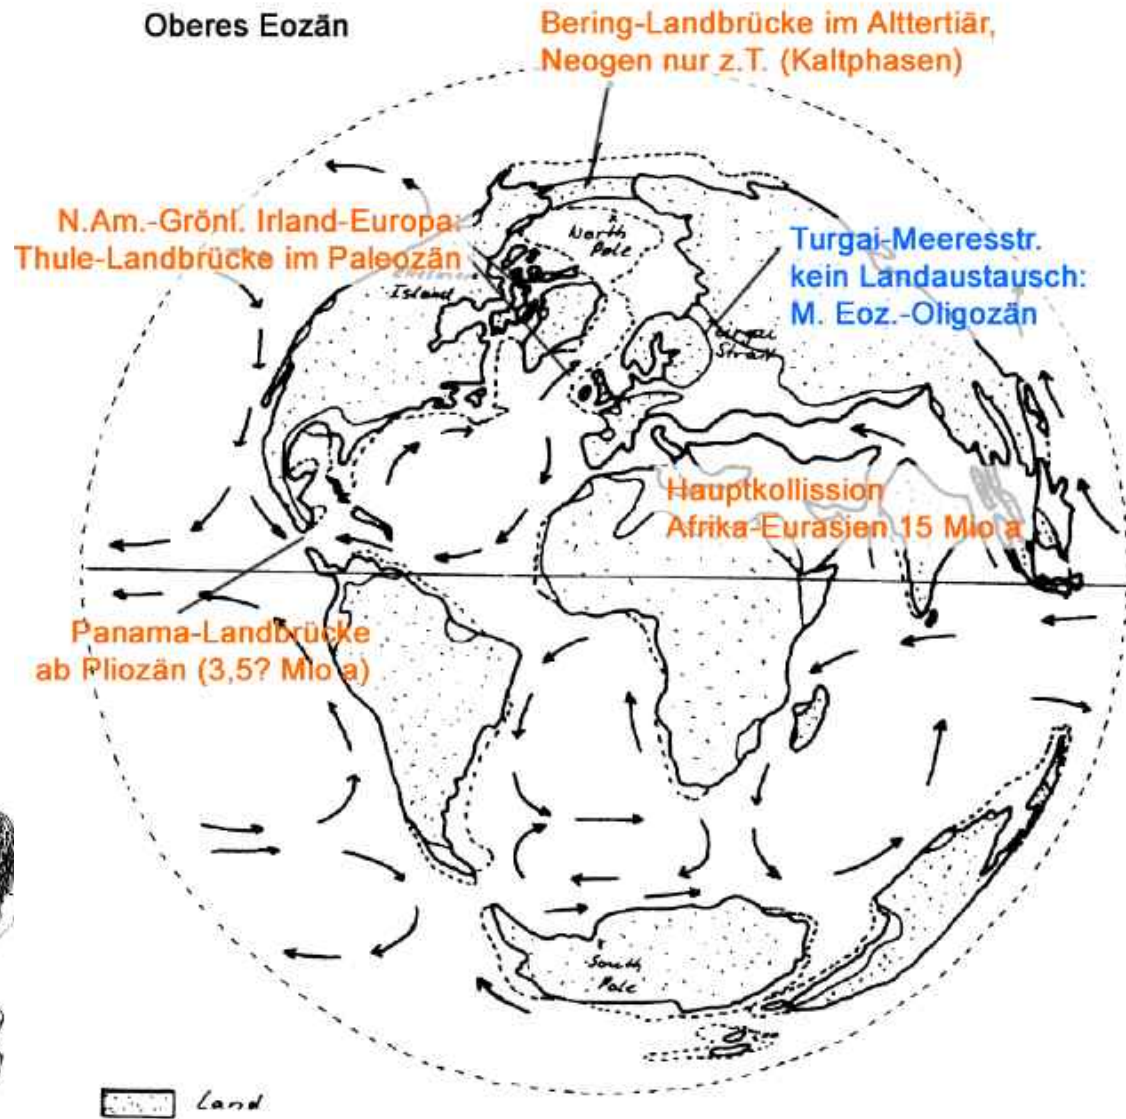 Oberes Eozän
Bering-Landbrücke im Alttertiär,
Neogen nur z.T. (Kaltphasen)
N.Am.-Grönl. Irland-Europa:
Thule-Landbrücke im Paleozän
North
Pole
Island
Turgai-Meeresstr.
kein Landaustausch:
M. Eoz.-Oligozän
Turgai
Strait
Hauptkollission
Afrika-Eurasien 15 Mio a
Panama-Landbrücke
ab Pliozän (3,5? Mio a)
South
Pole
Land